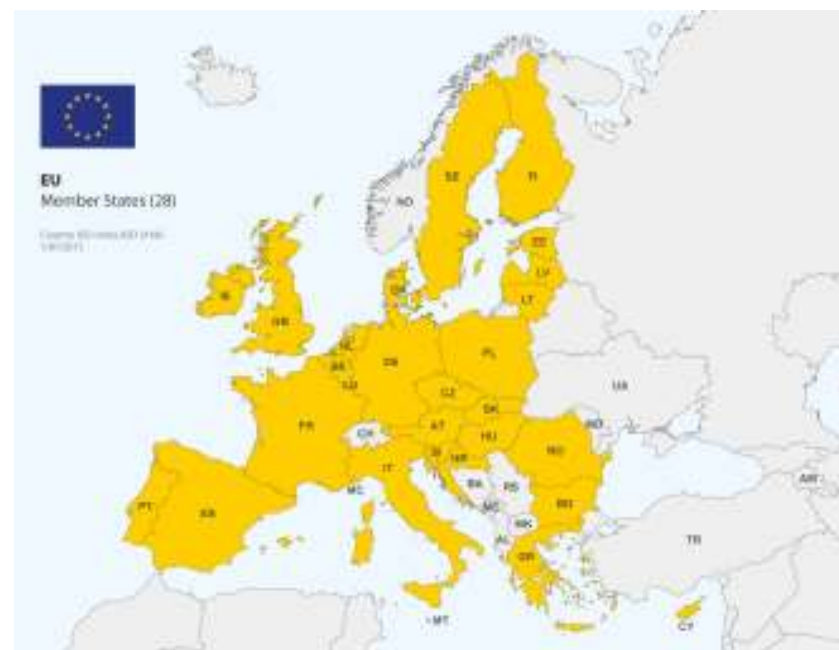 EU
Member States (28)
SE
FI
NO
EE
LV
LT
DK
IE
GB
NL
BE
LU
DE
PL
CZ
SK
UA
FR
CH
AT
HU
MD
RO
SI
HR
IT
MC
BA
RS
ME
BG
MK
AL
PT
ES
GR
TR
AM
MT
CY